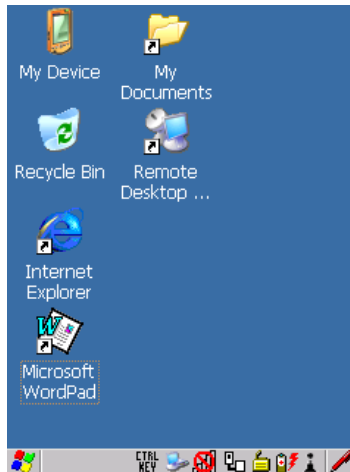 My Device
My
Documents
Recycle Bin
Remote
Desktop ...
Internet
Explorer
Microsoft
WordPad
CTRL
KEY